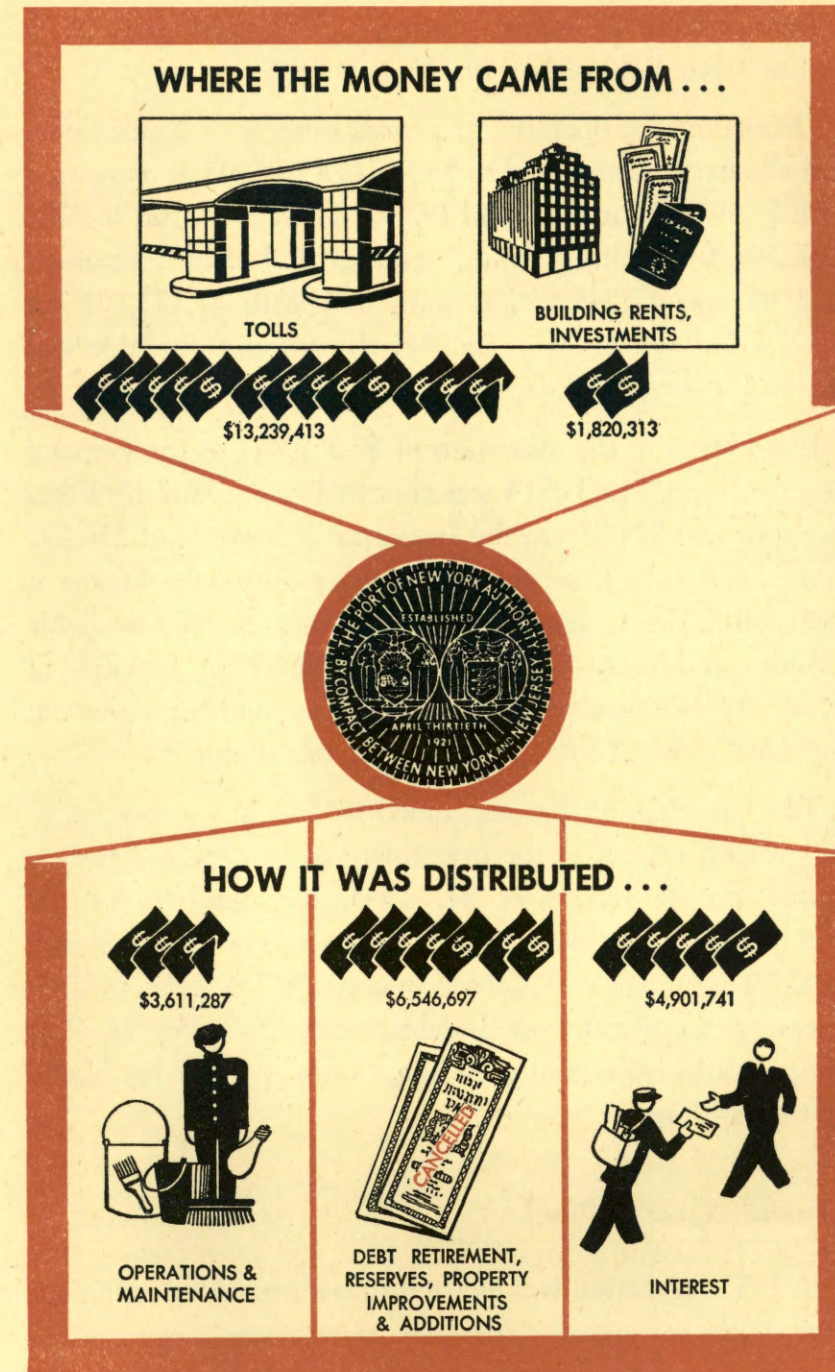 WHERE THE MONEY CAME FROM...
TOLLS
BUILDING RENTS,
INVESTMENTS
$ $ $ $ $ $ $ $ $ $ $ $ $
$ $
$13,239,413
$1,820,313
THE PORT OF NEW YORK AUTHORITY
ESTABLISHED
APRIL THIRTIETH
1921
BY COMPACT BETWEEN NEW YORK AND NEW JERSEY
HOW IT WAS DISTRIBUTED...
$ $ $
$ $ $ $ $ $ $
$ $ $ $ $
$3,611,287
$6,546,697
$4,901,741
CANCELLED
OPERATIONS &
MAINTENANCE
DEBT RETIREMENT,
RESERVES, PROPERTY
IMPROVEMENTS
& ADDITIONS
INTEREST